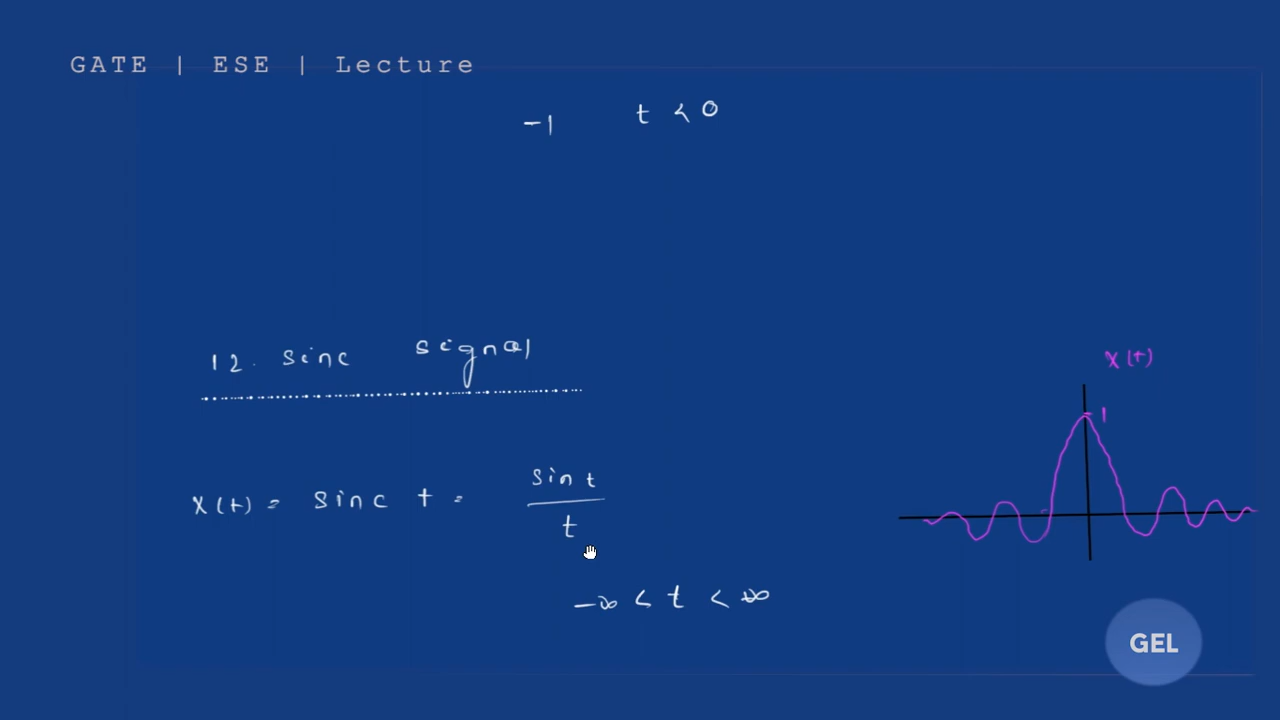 GATE | ESE | Lecture
-1 t < 0
12. sinc signal
x(t)
1
x(t) = sinc t = sin t / t
-∞ < t < ∞
GEL